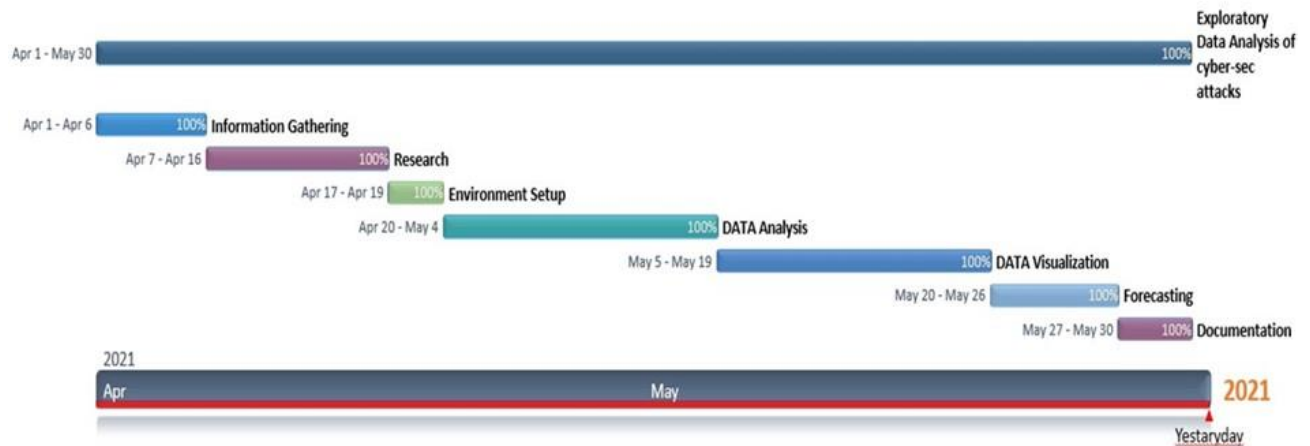 Exploratory
Data Analysis of
cyber-sec
attacks
Apr 1 - May 30
100%
Apr 1 - Apr 6
100%
Information Gathering
Apr 7 - Apr 16
100%
Research
Apr 17 - Apr 19
100%
Environment Setup
Apr 20 - May 4
100%
DATA Analysis
May 5 - May 19
100%
DATA Visualization
May 20 - May 26
100%
Forecasting
May 27 - May 30
100%
Documentation
2021
Apr
May
2021
Yestaryday